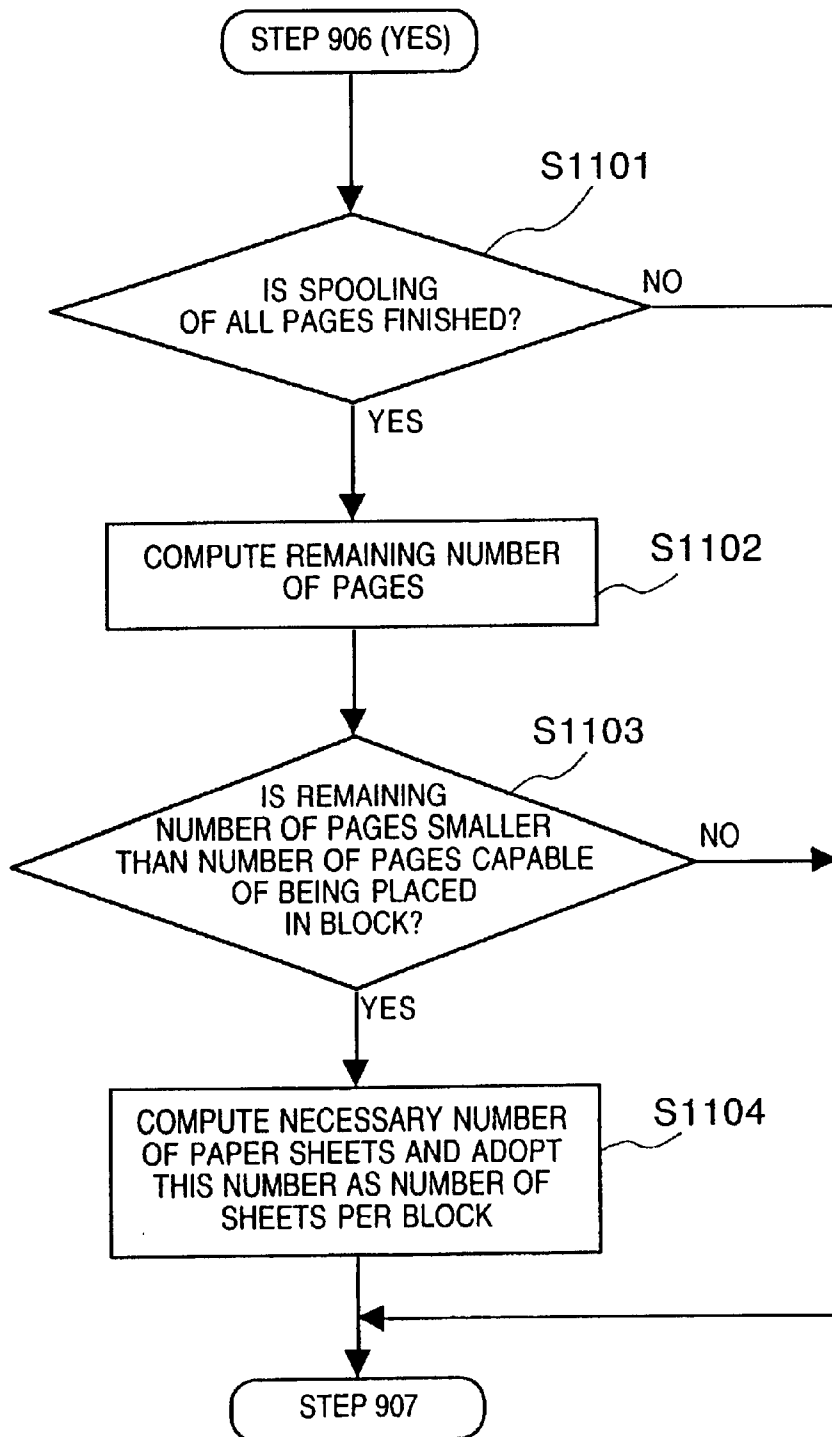 STEP 906 (YES)
S1101
IS SPOOLING
OF ALL PAGES FINISHED?
NO
YES
COMPUTE REMAINING NUMBER
OF PAGES
S1102
S1103
IS REMAINING
NUMBER OF PAGES SMALLER
THAN NUMBER OF PAGES CAPABLE
OF BEING PLACED
IN BLOCK?
NO
YES
COMPUTE NECESSARY NUMBER
OF PAPER SHEETS AND ADOPT
THIS NUMBER AS NUMBER OF
SHEETS PER BLOCK
S1104
STEP 907